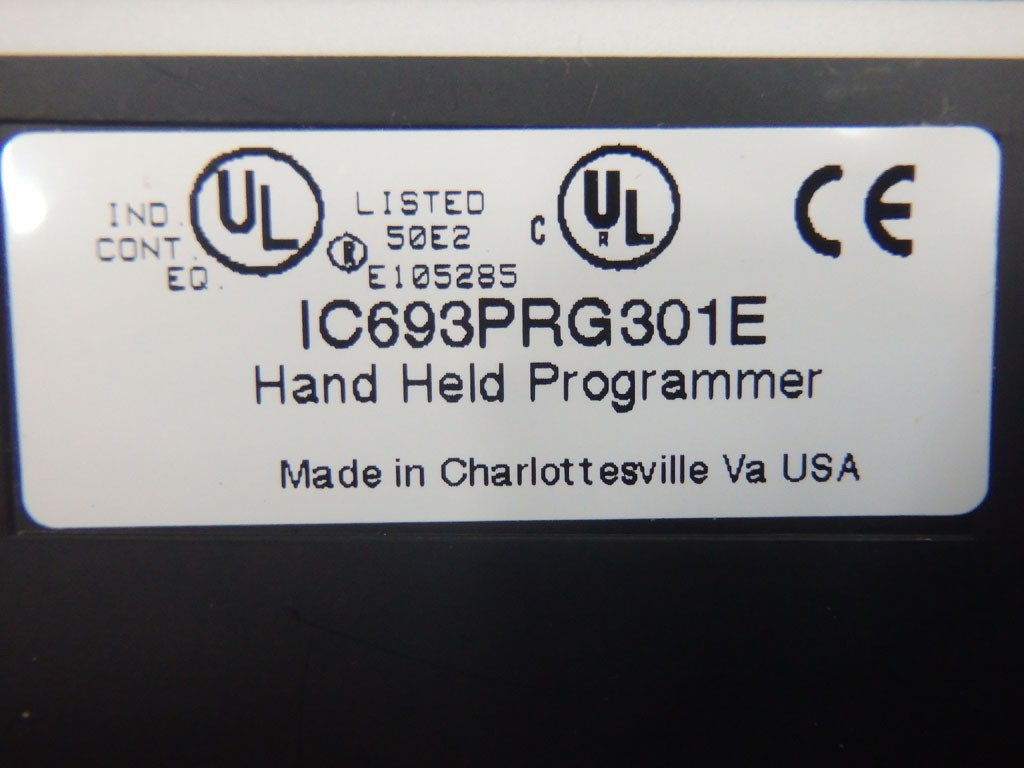 IND. UL LISTED
CONT. ® 50E2 C UL R CE
EQ. E105285
IC693PRG301E
Hand Held Programmer
Made in Charlottesville Va USA